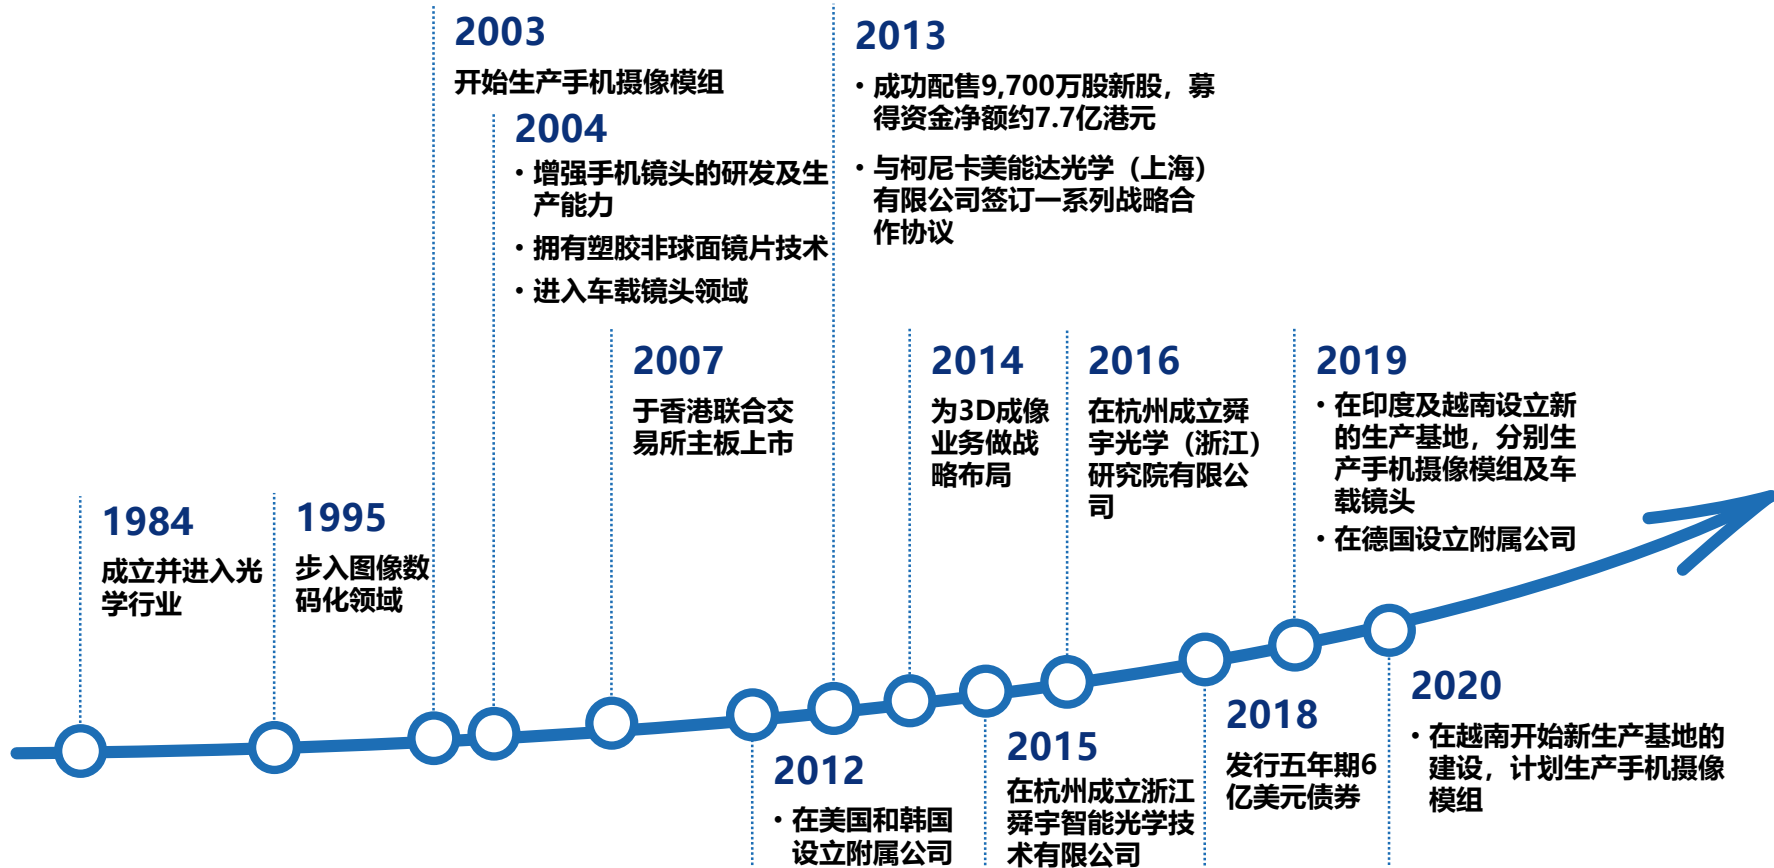 2003
开始生产手机摄像模组
2004
· 增强手机镜头的研发及生
产能力
· 拥有塑胶非球面镜片技术
· 进入车载镜头领域
2013
· 成功配售9,700万股新股，募
得资金净额约7.7亿港元
· 与柯尼卡美能达光学（上海）
有限公司签订一系列战略合
作协议
2007
于香港联合交
易所主板上市
2014
为3D成像
业务做战
略布局
2016
在杭州成立舜
宇光学（浙江）
研究院有限公
司
2019
· 在印度及越南设立新
的生产基地，分别生
产手机摄像模组及车
载镜头
· 在德国设立附属公司
1984
成立并进入光
学行业
1995
步入图像数
码化领域
2012
· 在美国和韩国
设立附属公司
2015
在杭州成立浙江
舜宇智能光学技
术有限公司
2018
发行五年期6
亿美元债券
2020
· 在越南开始新生产基地的
建设，计划生产手机摄像
模组